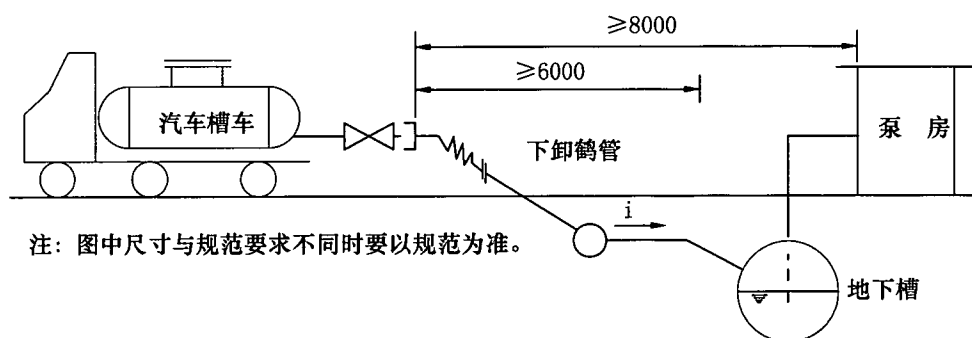 ≥8000
≥6000
汽车槽车
泵 房
下卸鹤管
i
注：图中尺寸与规范要求不同时要以规范为准。
地下槽